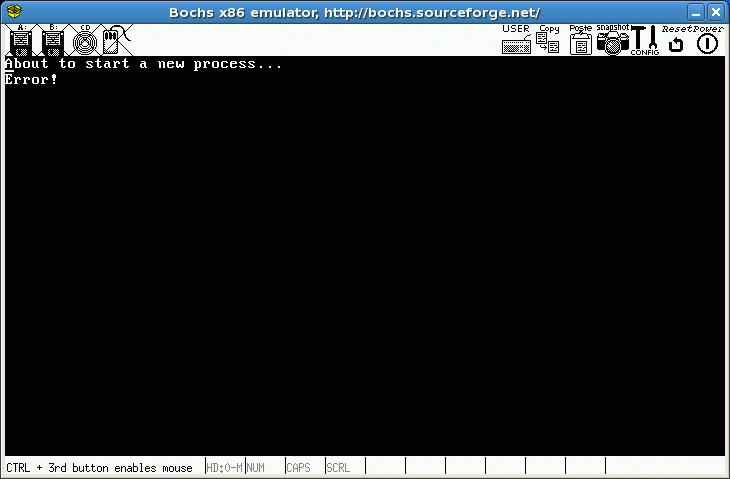 Bochs x86 emulator, http://bochs.sourceforge.net/
A: B: CD USER Copy Paste snapshot CONFIG Reset Power
About to start a new process...
Error!
CTRL + 3rd button enables mouse HD:0-M NUM CAPS SCRL